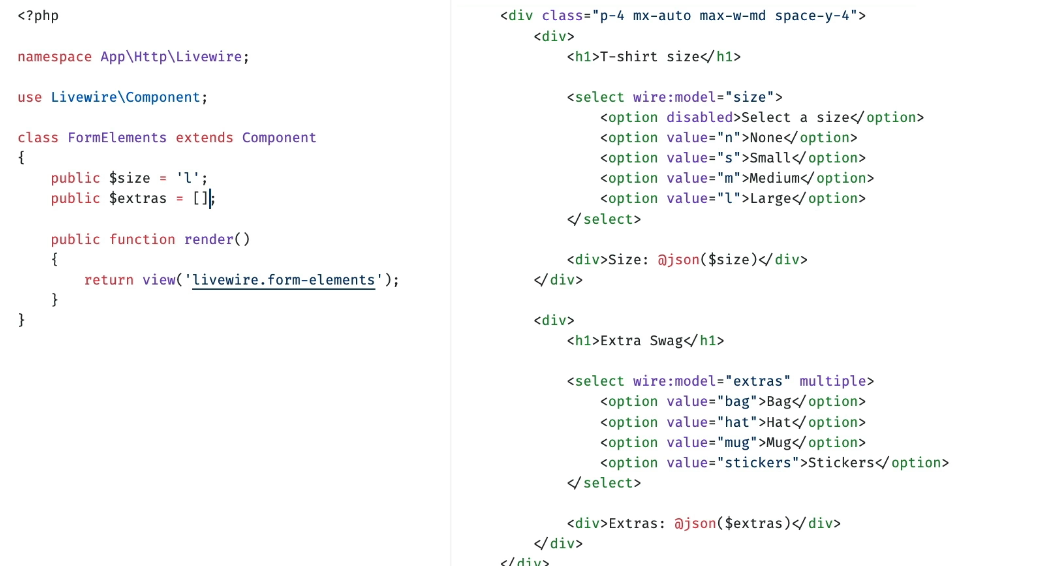 <?php
namespace App\Http\Livewire;
use Livewire\Component;
class FormElements extends Component
{
    public $size = 'l';
    public $extras = [];
    public function render()
    {
        return view('livewire.form-elements');
    }
}
<div class="p-4 mx-auto max-w-md space-y-4">
    <div>
        <h1>T-shirt size</h1>
        <select wire:model="size">
            <option disabled>Select a size</option>
            <option value="n">None</option>
            <option value="s">Small</option>
            <option value="m">Medium</option>
            <option value="l">Large</option>
        </select>
        <div>Size: @json($size)</div>
    </div>
    <div>
        <h1>Extra Swag</h1>
        <select wire:model="extras" multiple>
            <option value="bag">Bag</option>
            <option value="hat">Hat</option>
            <option value="mug">Mug</option>
            <option value="stickers">Stickers</option>
        </select>
        <div>Extras: @json($extras)</div>
    </div>
</div>